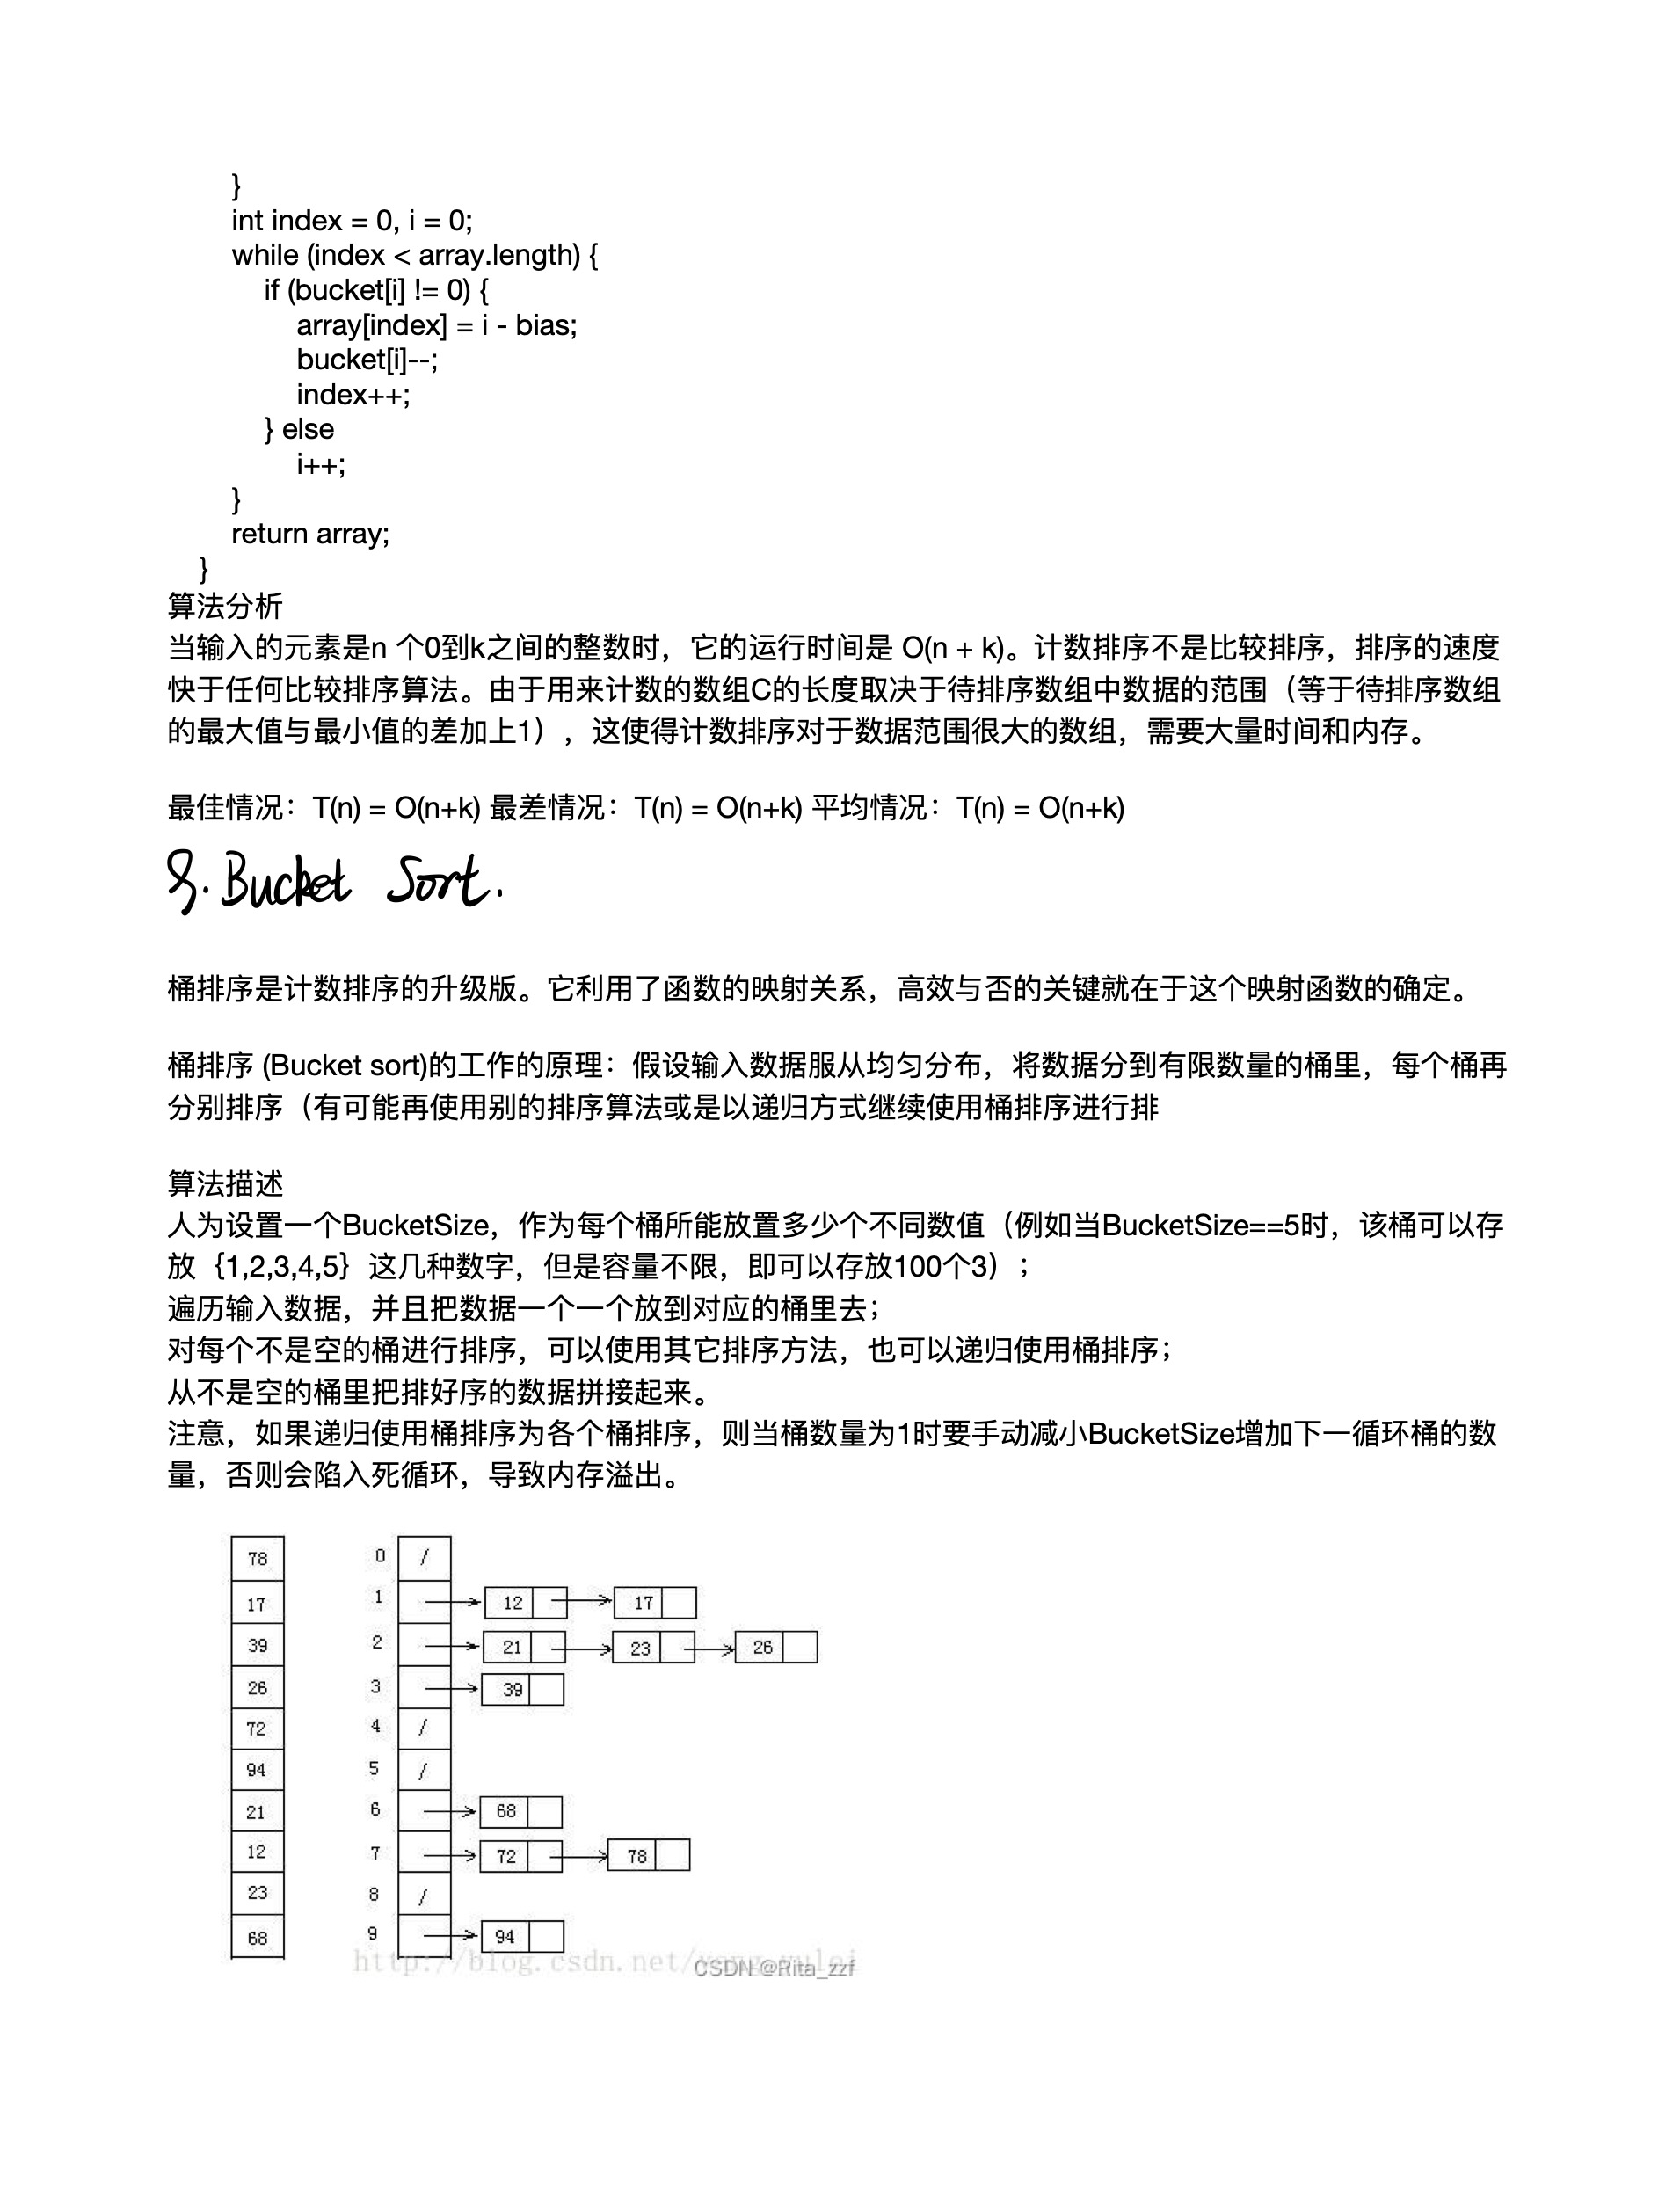 }
int index = 0, i = 0;
while (index < array.length) {
if (bucket[i] != 0) {
array[index] = i - bias;
bucket[i]--;
index++;
} else
i++;
}
return array;
}
算法分析
当输入的元素是n 个0到k之间的整数时，它的运行时间是 O(n + k)。计数排序不是比较排序，排序的速度
快于任何比较排序算法。由于用来计数的数组C的长度取决于待排序数组中数据的范围（等于待排序数组
的最大值与最小值的差加上1），这使得计数排序对于数据范围很大的数组，需要大量时间和内存。
最佳情况：T(n) = O(n+k) 最差情况：T(n) = O(n+k) 平均情况：T(n) = O(n+k)
9. Bucket Sort.
桶排序是计数排序的升级版。它利用了函数的映射关系，高效与否的关键就在于这个映射函数的确定。
桶排序 (Bucket sort)的工作的原理：假设输入数据服从均匀分布，将数据分到有限数量的桶里，每个桶再
分别排序（有可能再使用别的排序算法或是以递归方式继续使用桶排序进行排
算法描述
人为设置一个BucketSize，作为每个桶所能放置多少个不同数值（例如当BucketSize==5时，该桶可以存
放｛1,2,3,4,5｝这几种数字，但是容量不限，即可以存放100个3）；
遍历输入数据，并且把数据一个一个放到对应的桶里去；
对每个不是空的桶进行排序，可以使用其它排序方法，也可以递归使用桶排序；
从不是空的桶里把排好序的数据拼接起来。
注意，如果递归使用桶排序为各个桶排序，则当桶数量为1时要手动减小BucketSize增加下一循环桶的数
量，否则会陷入死循环，导致内存溢出。
78 0 /
17 1 12 17
39 2 21 23 26
26 3 39
72 4 /
94 5 /
21 6 68
12 7 72 78
23 8 /
68 9 94
http://blog.csdn.net/
CSDN @Rita_zzf